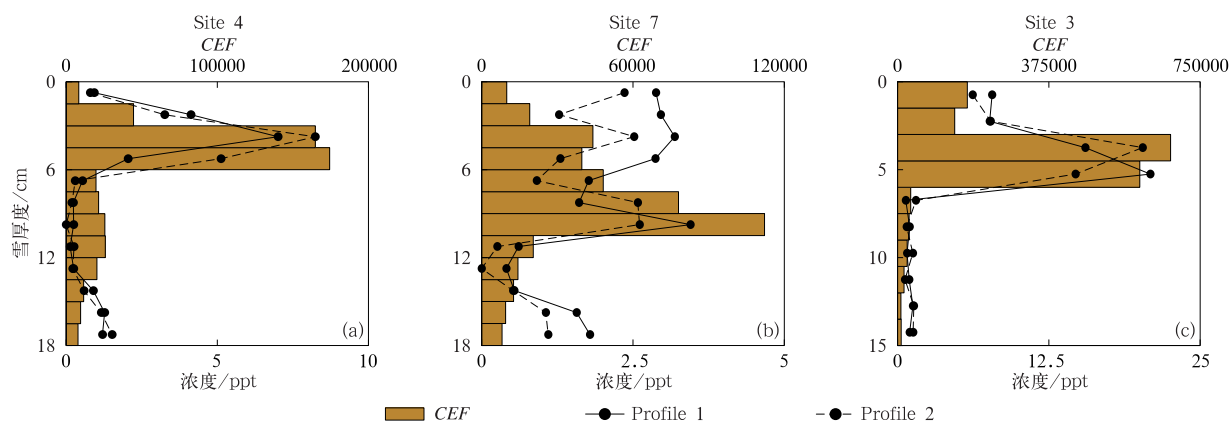 Site 4
CEF
0 100000 200000
Site 7
CEF
0 60000 120000
Site 3
CEF
0 375000 750000
雪厚度/cm
0
6
12
18
(a)
0 5 10
浓度/ppt
0
6
12
18
(b)
0 2.5 5
浓度/ppt
0
5
10
15
(c)
0 12.5 25
浓度/ppt
CEF Profile 1 Profile 2